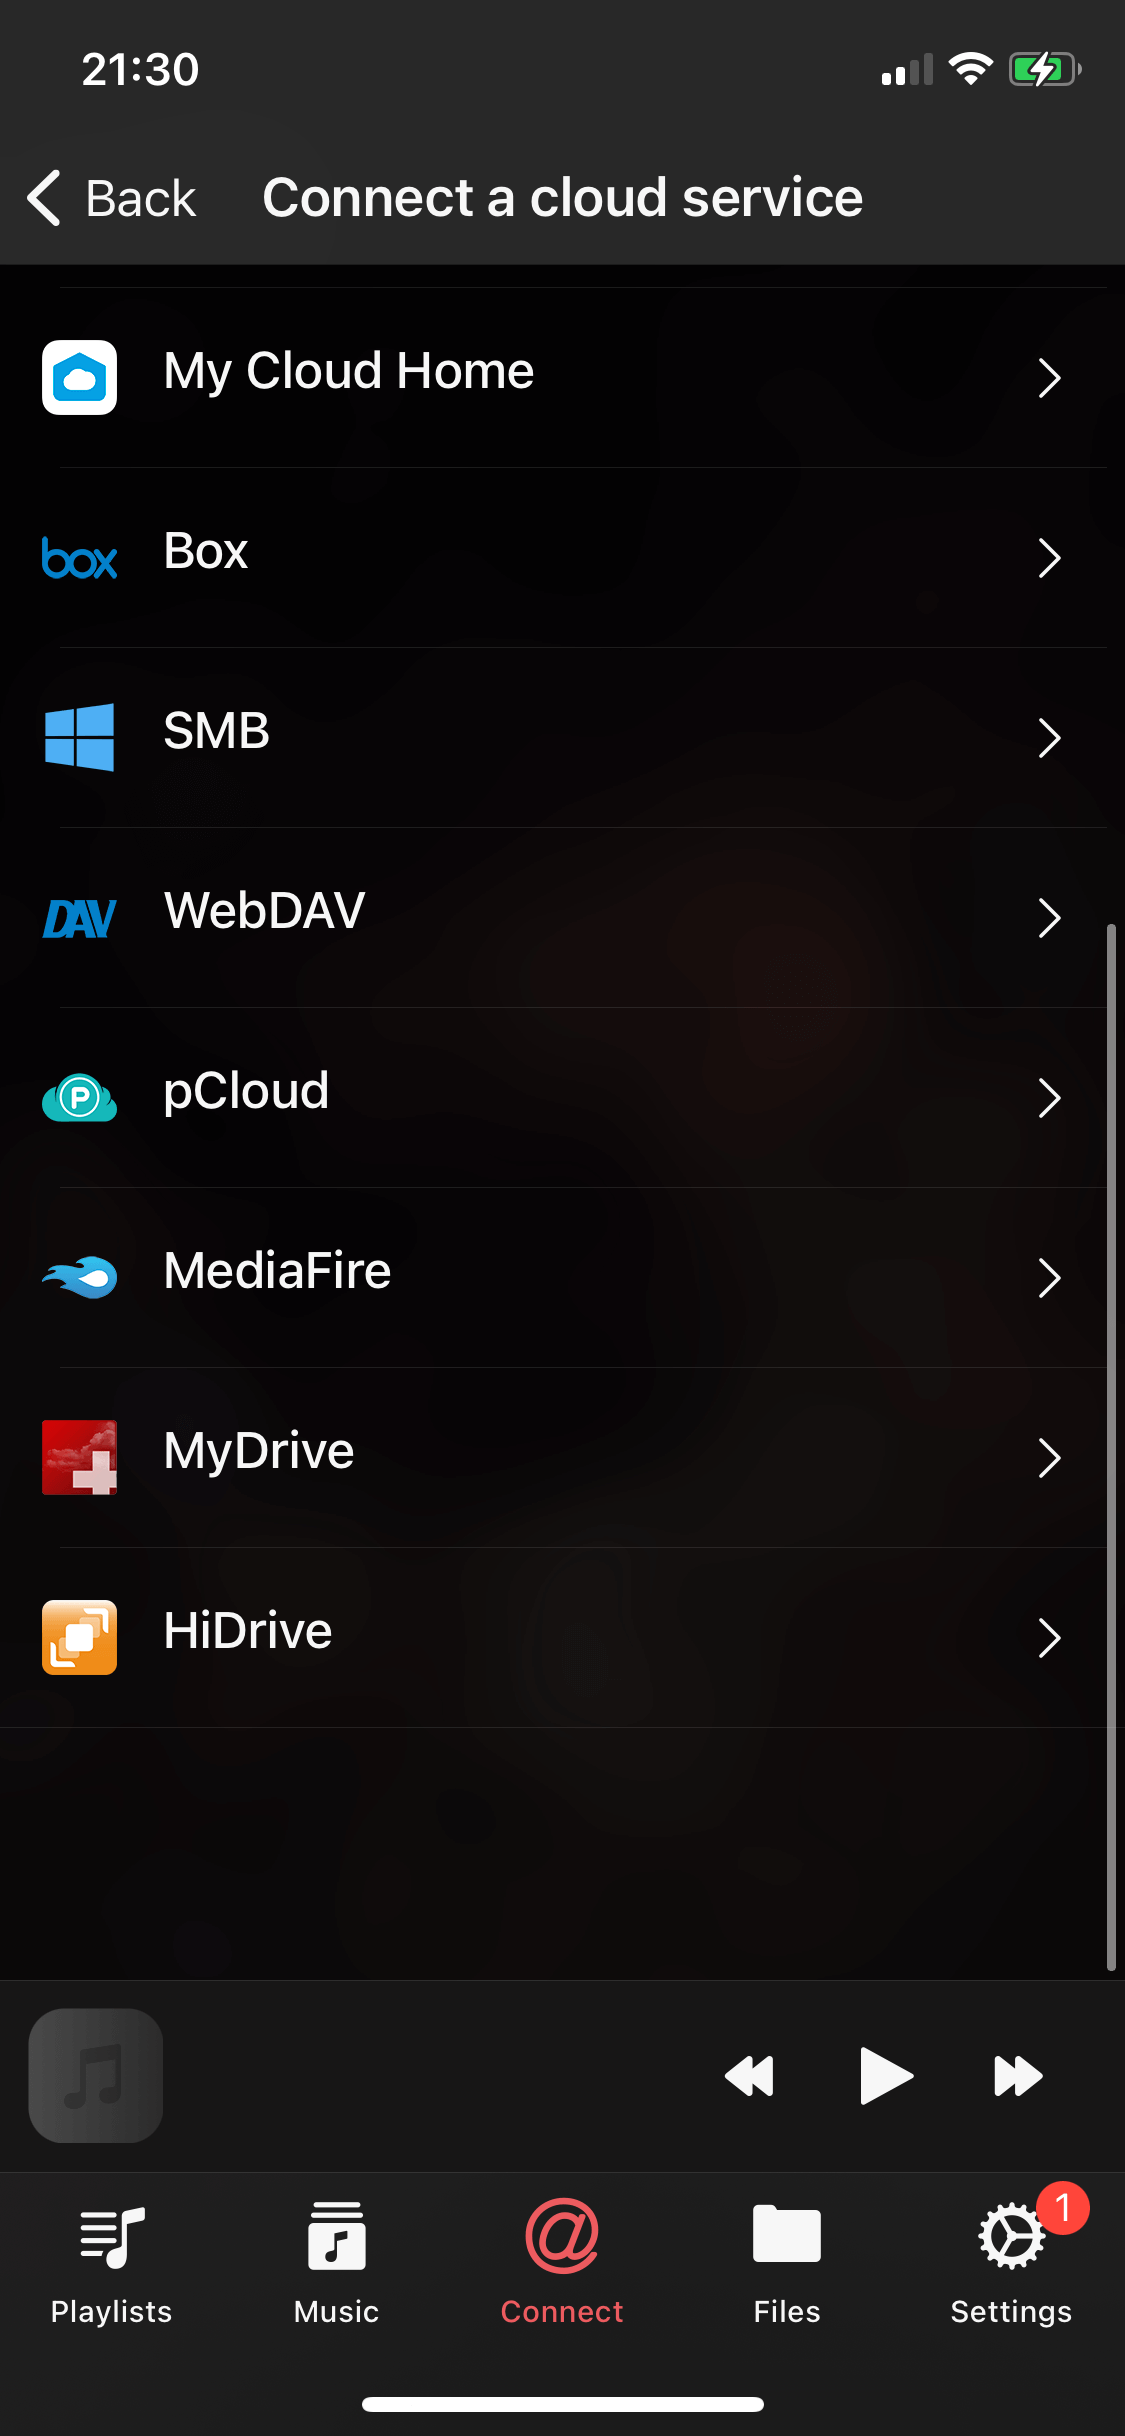 21:30
Back
Connect a cloud service
My Cloud Home
box
Box
SMB
DAV
WebDAV
P
pCloud
MediaFire
MyDrive
HiDrive
1
Playlists
Music
Connect
Files
Settings